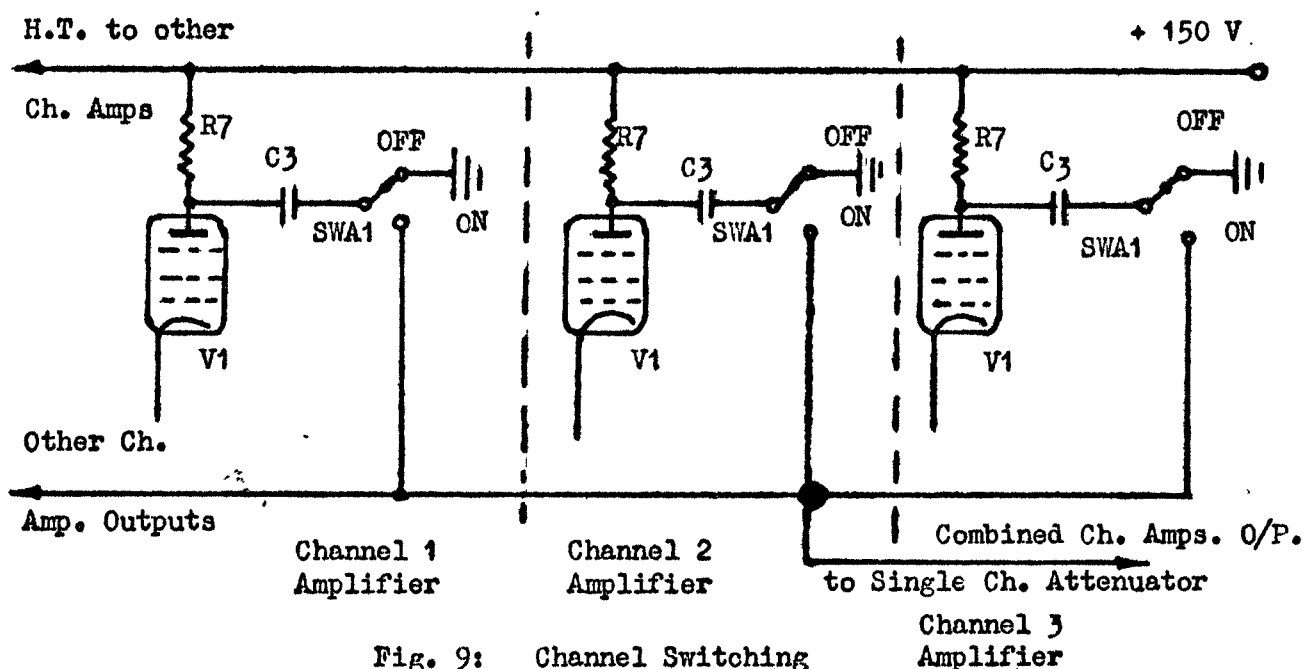 H.T. to other
+ 150 V
Ch. Amps
R7
C3
OFF
ON
SWA1
V1
R7
C3
OFF
ON
SWA1
V1
R7
C3
OFF
ON
SWA1
V1
Other Ch.
Amp. Outputs
Combined Ch. Amps. O/P.
to Single Ch. Attenuator
Channel 1
Amplifier
Channel 2
Amplifier
Channel 3
Amplifier
Fig. 9: Channel Switching